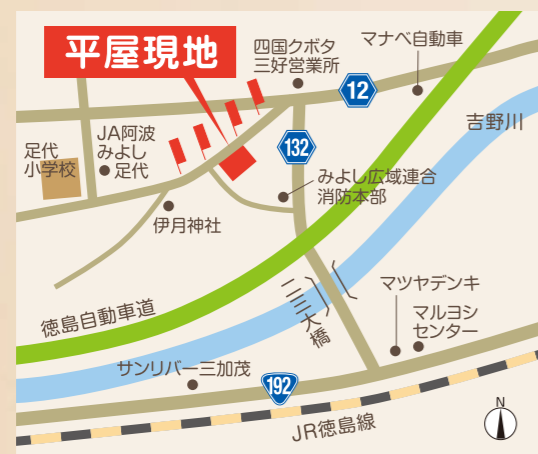 平屋現地
四国クボタ
三好営業所
マナベ自動車
12
吉野川
JA阿波
みよし
足代
足代
小学校
132
みよし広域連合
消防本部
伊月神社
徳島自動車道
三三大橋
マツヤデンキ
マルヨシ
センター
サンリバー三加茂
192
JR徳島線
N